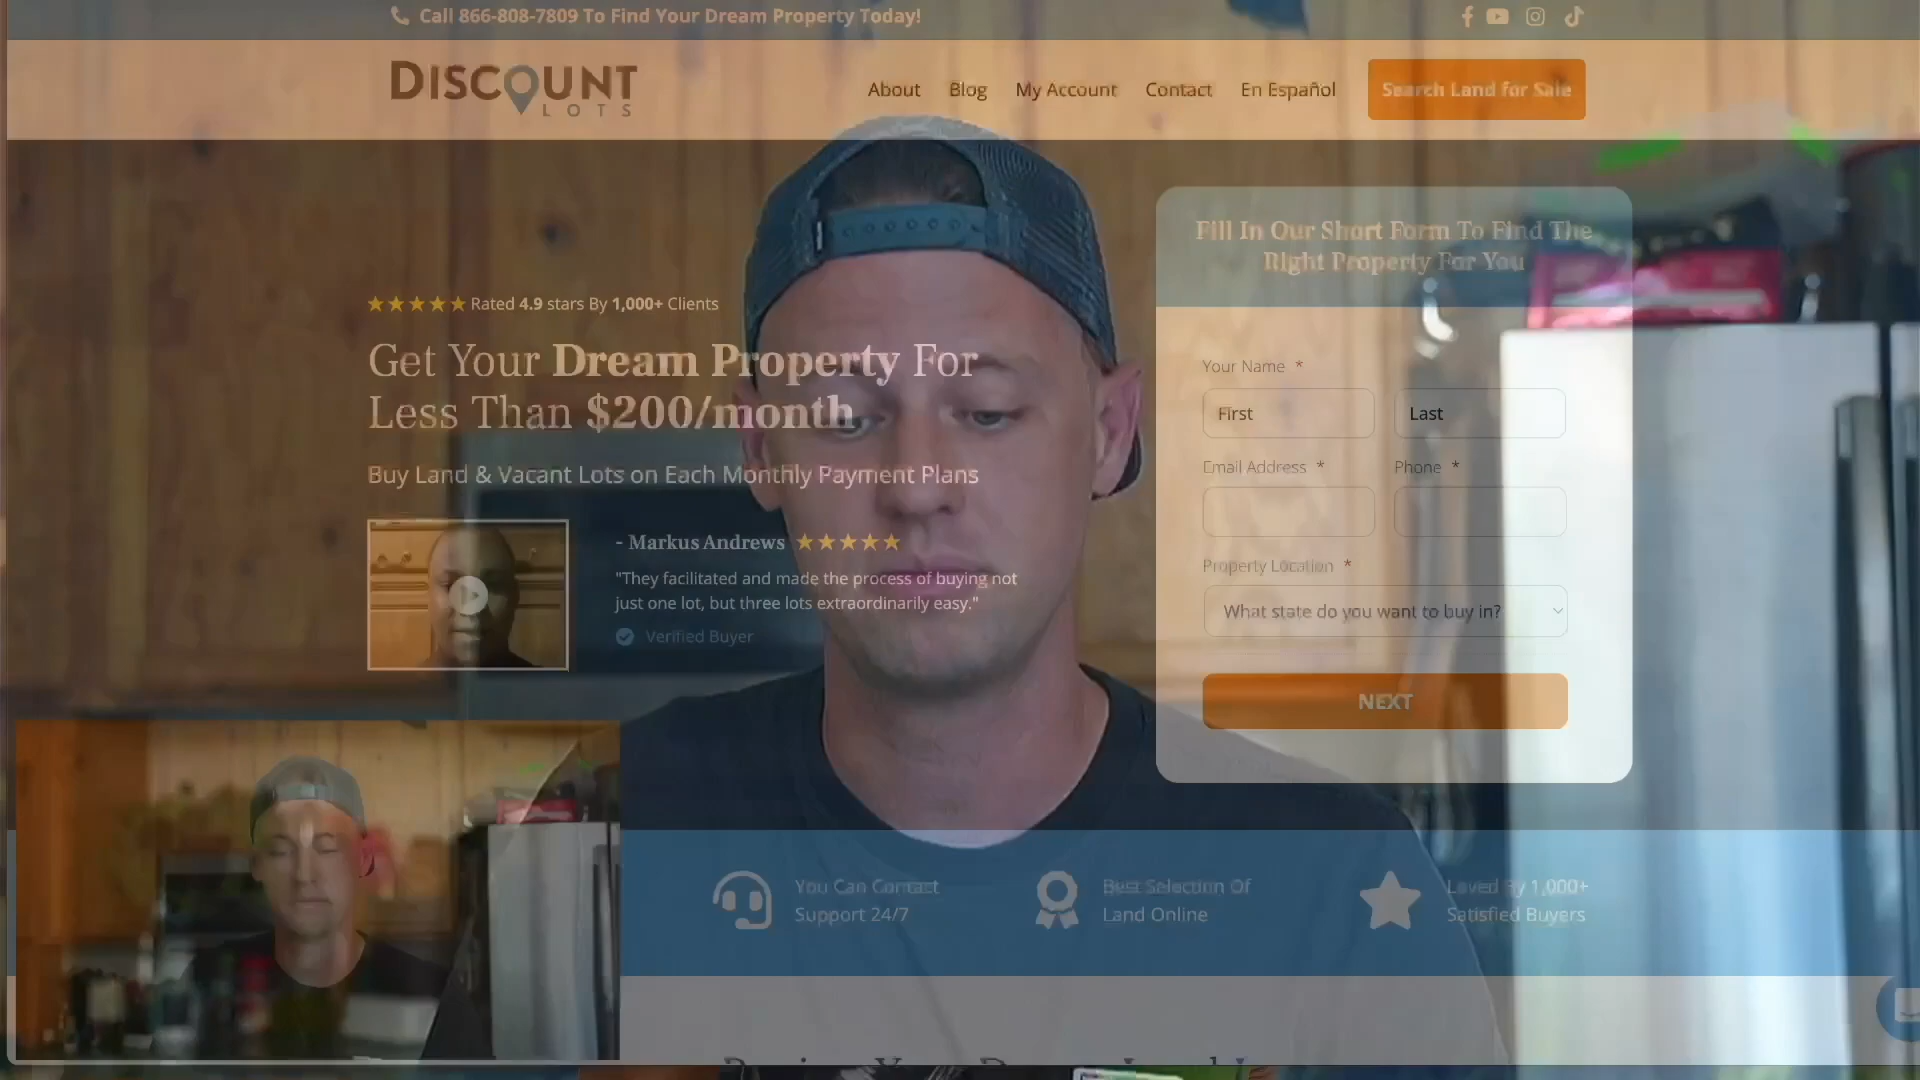 Call 866-808-7809 To Find Your Dream Property Today!
DISCOUNT
LOTS
About
Blog
My Account
Contact
En Español
Search Land for Sale
Rated 4.9 stars By 1,000+ Clients
Get Your Dream Property For
Less Than $200/month
Buy Land & Vacant Lots on Each Monthly Payment Plans
- Markus Andrews
"They facilitated and made the process of buying not
just one lot, but three lots extraordinarily easy."
Verified Buyer
Fill In Our Short Form To Find The
Right Property For You
Your Name *
First
Last
Email Address *
Phone *
Property Location *
What state do you want to buy in?
NEXT
You Can Contact
Support 24/7
Best Selection Of
Land Online
Loved By 1,000+
Satisfied Buyers